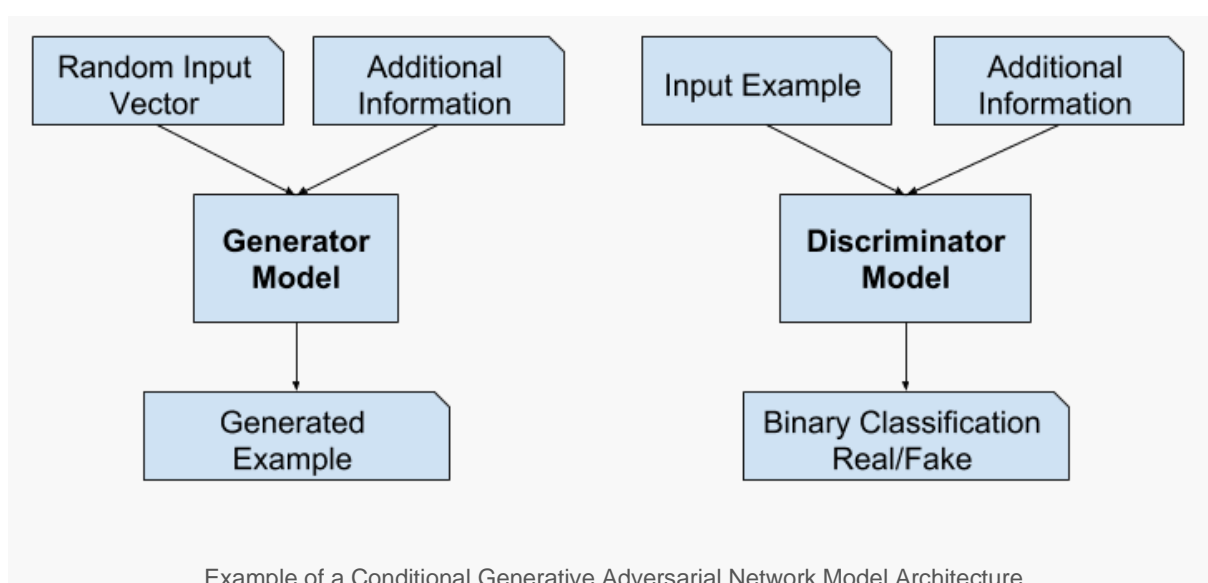 Random Input
Vector
Additional
Information
Input Example
Additional
Information
Generator
Model
Discriminator
Model
Generated
Example
Binary Classification
Real/Fake
Example of a Conditional Generative Adversarial Network Model Architecture